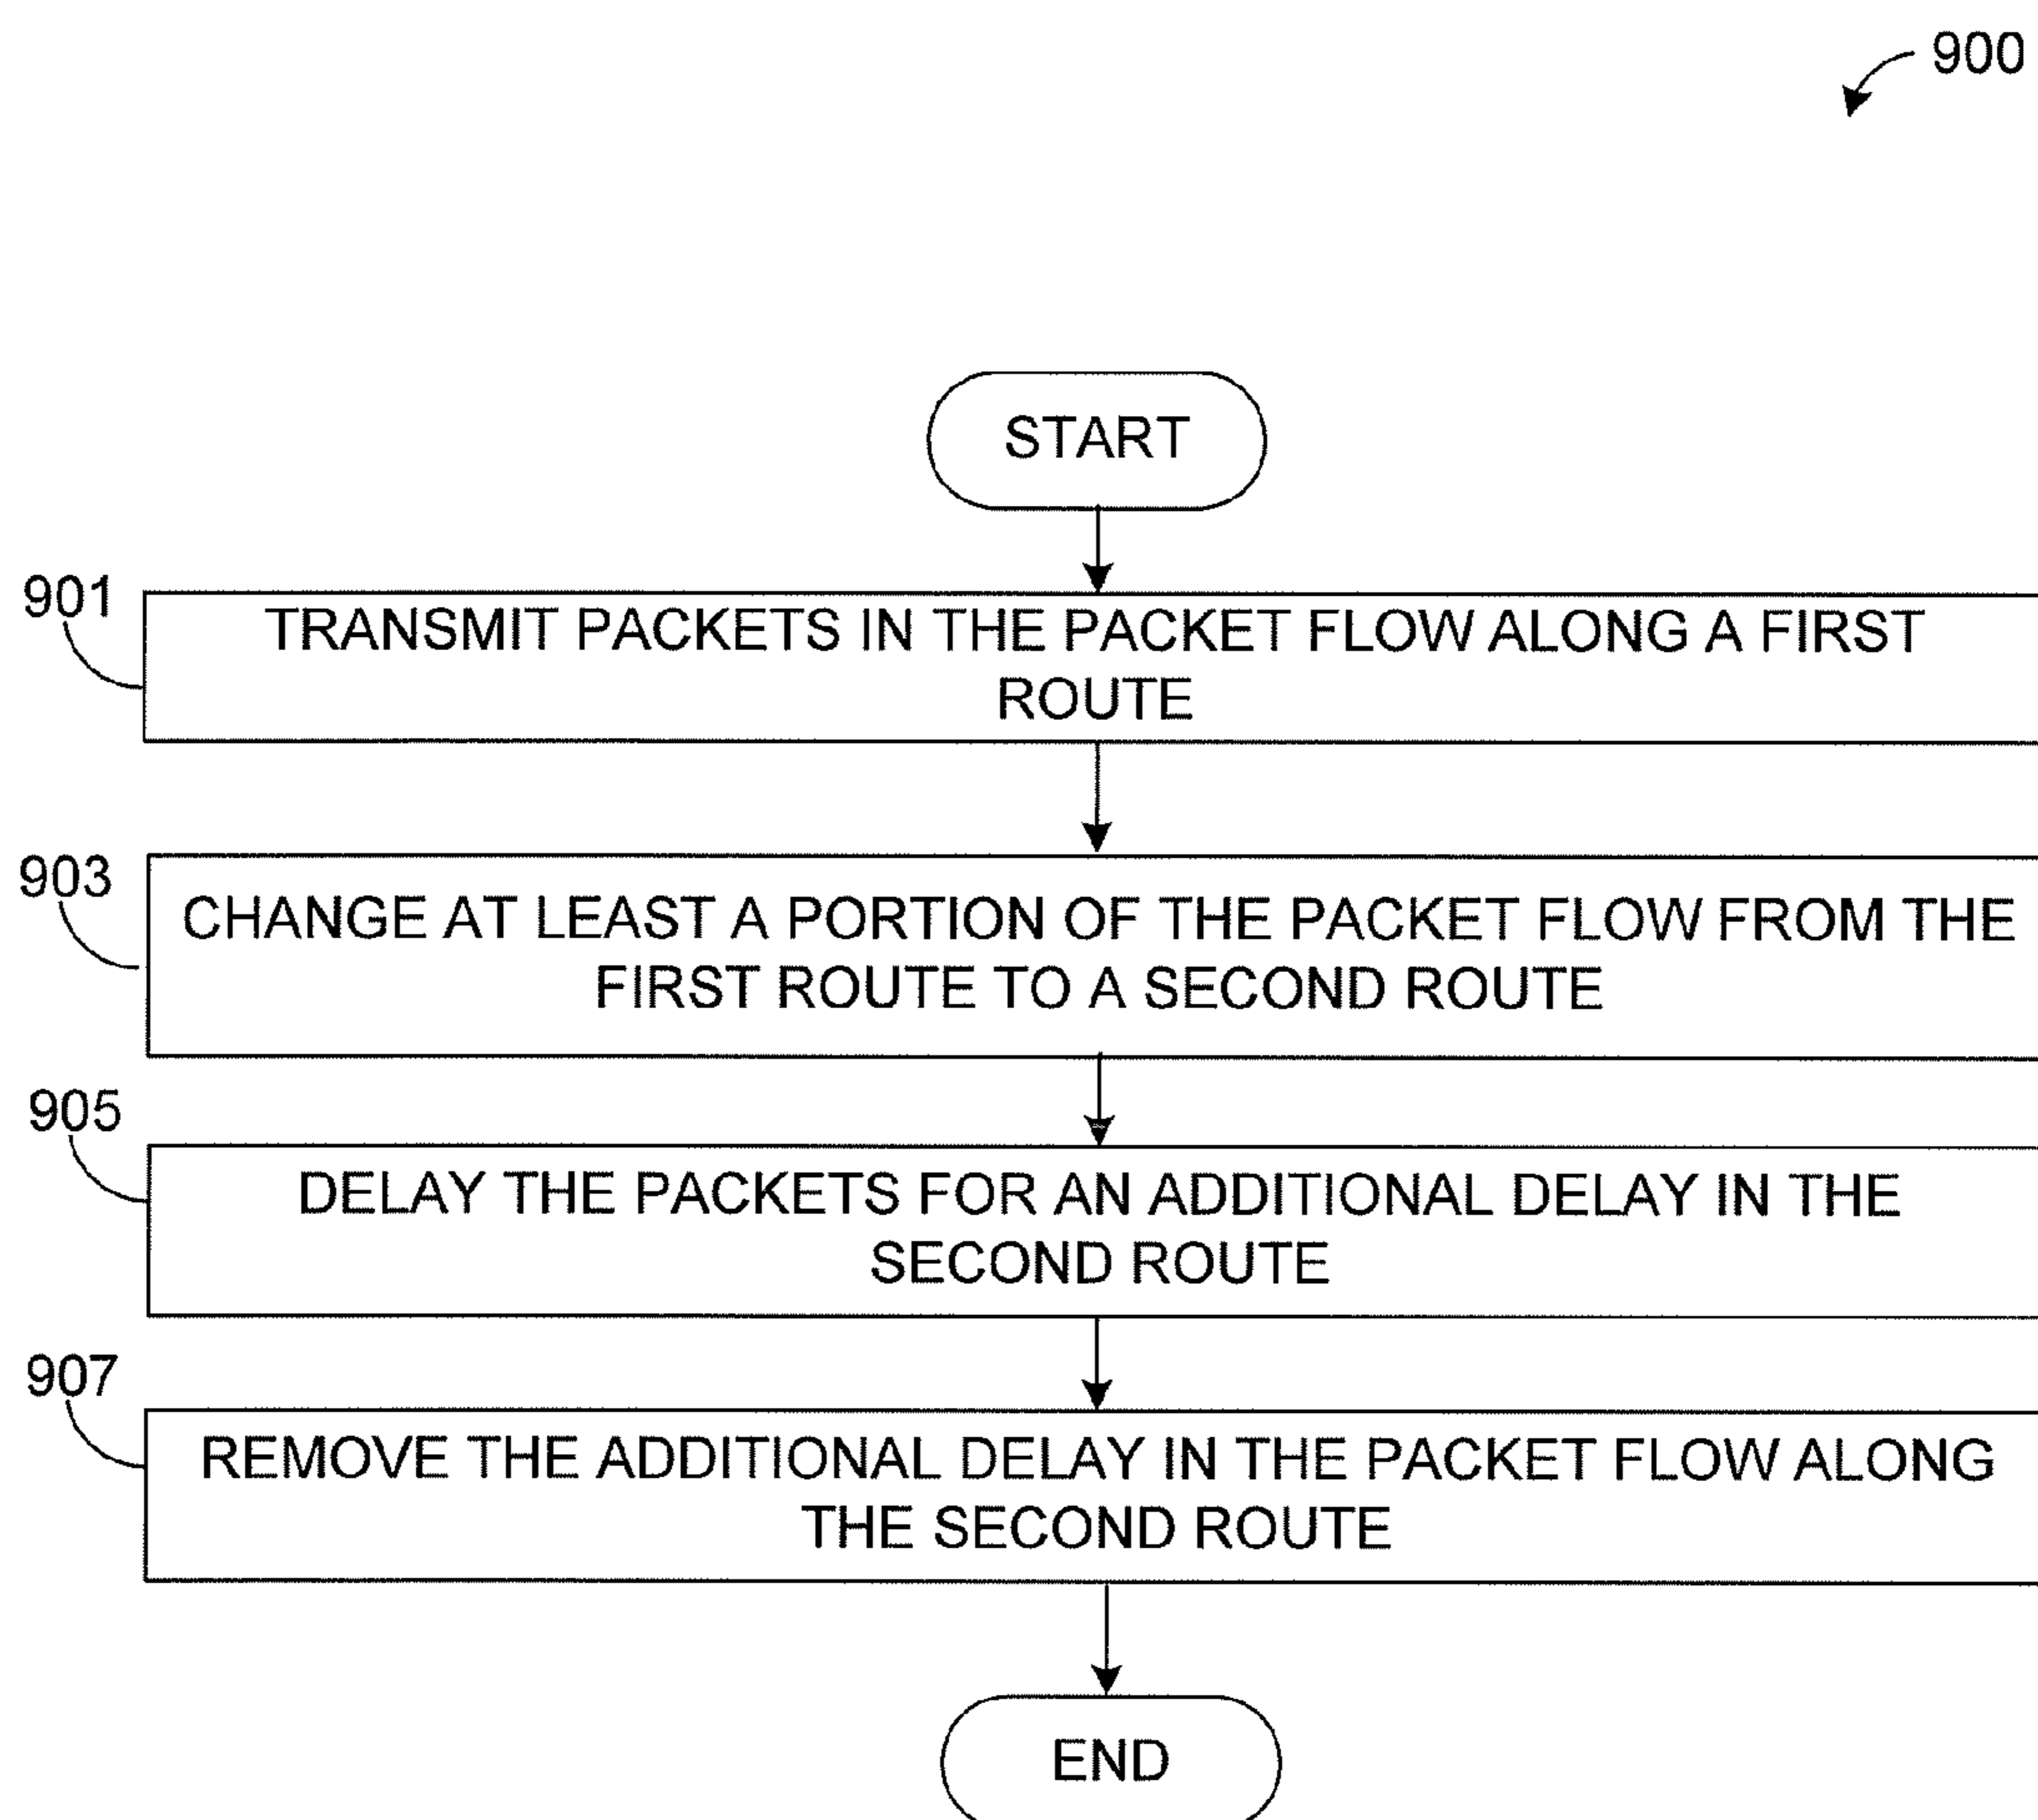 900
START
901
TRANSMIT PACKETS IN THE PACKET FLOW ALONG A FIRST
ROUTE
903
CHANGE AT LEAST A PORTION OF THE PACKET FLOW FROM THE
FIRST ROUTE TO A SECOND ROUTE
905
DELAY THE PACKETS FOR AN ADDITIONAL DELAY IN THE
SECOND ROUTE
907
REMOVE THE ADDITIONAL DELAY IN THE PACKET FLOW ALONG
THE SECOND ROUTE
END